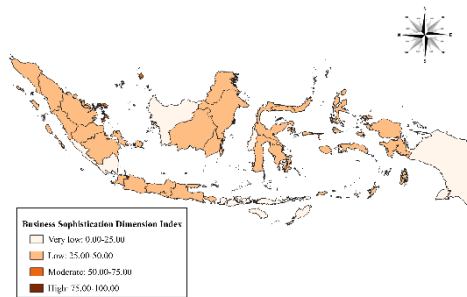 N
W E
S
Business Sophistication Dimension Index
Very low: 0.00-25.00
Low: 25.00-50.00
Moderate: 50.00-75.00
High: 75.00-100.00